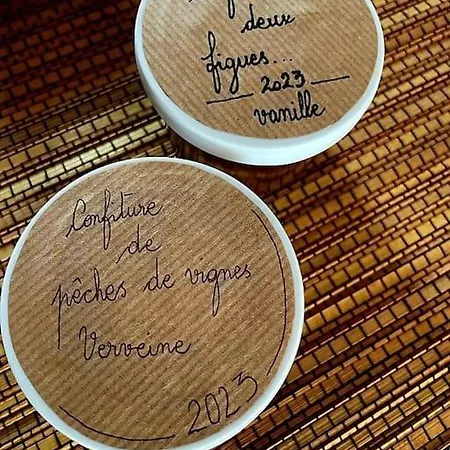 deux
figues...
2023
vanille
Confiture
de
pêches de vignes
Verveine
2023